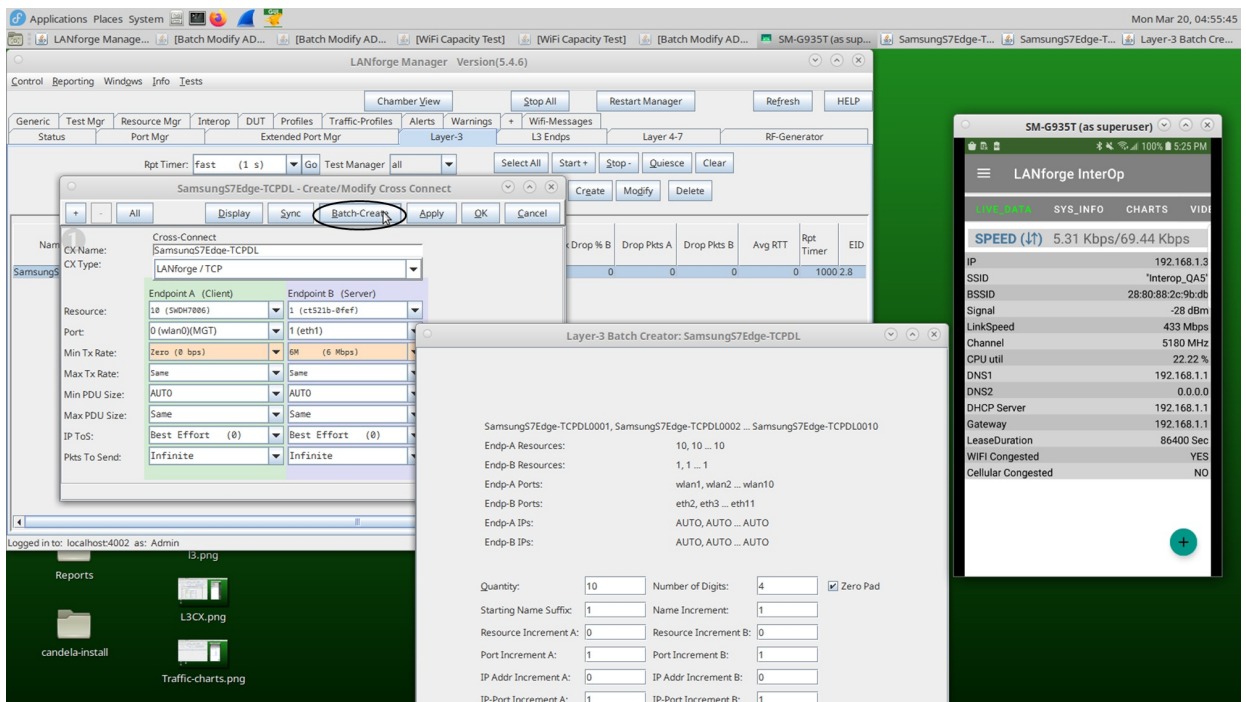 Applications Places System Mon Mar 20, 04:55:45
LANforge Manage... [Batch Modify AD... [Batch Modify AD... [WiFi Capacity Test] [WiFi Capacity Test] [Batch Modify AD... SM-G935T (as sup... SamsungS7Edge-T... SamsungS7Edge-T... Layer-3 Batch Cre...
LANforge Manager Version(5.4.6)
Control Reporting Windows Info Tests
Chamber View Stop All Restart Manager Refresh HELP
Generic Test Mgr Resource Mgr Interop DUT Profiles Traffic-Profiles Alerts Warnings + Wifi-Messages
Status Port Mgr Extended Port Mgr Layer-3 L3 Endps Layer 4-7 RF-Generator
Rpt Timer: fast (1 s) Go Test Manager all Select All Start + Stop - Quiesce Clear
Create Modify Delete
Nam Drop % B Drop Pkts A Drop Pkts B Avg RTT Rpt Timer EID
SamsungS 0 0 0 0 1000 2.8
SamsungS7Edge-TCPDL - Create/Modify Cross Connect
+ - All Display Sync Batch-Create Apply OK Cancel
1
Cross-Connect
CX Name: SamsungS7Edge-TCPDL
CX Type: LANforge / TCP
Endpoint A (Client) Endpoint B (Server)
Resource: 10 (SWDH7006) 1 (ct521b-0fef)
Port: 0 (wlan0)(MGT) 1 (eth1)
Min Tx Rate: Zero (0 bps) 6M (6 Mbps)
Max Tx Rate: Same Same
Min PDU Size: AUTO AUTO
Max PDU Size: Same Same
IP ToS: Best Effort (0) Best Effort (0)
Pkts To Send: Infinite Infinite
Logged in to: localhost:4002 as: Admin
Layer-3 Batch Creator: SamsungS7Edge-TCPDL
SamsungS7Edge-TCPDL0001, SamsungS7Edge-TCPDL0002 ... SamsungS7Edge-TCPDL0010
Endp-A Resources: 10, 10 ... 10
Endp-B Resources: 1, 1 ... 1
Endp-A Ports: wlan1, wlan2 ... wlan10
Endp-B Ports: eth2, eth3 ... eth11
Endp-A IPs: AUTO, AUTO ... AUTO
Endp-B IPs: AUTO, AUTO ... AUTO
Quantity: 10 Number of Digits: 4 Zero Pad
Starting Name Suffix: 1 Name Increment: 1
Resource Increment A: 0 Resource Increment B: 0
Port Increment A: 1 Port Increment B: 1
IP Addr Increment A: 0 IP Addr Increment B: 0
IP-Port Increment A: 1 IP-Port Increment B: 1
l3.png
Reports
L3CX.png
candela-install
Traffic-charts.png
SM-G935T (as superuser)
100% 5:25 PM
LANforge InterOp
LIVE_DATA SYS_INFO CHARTS VIDE
SPEED (↓↑) 5.31 Kbps/69.44 Kbps
IP 192.168.1.3
SSID "Interop_QA5"
BSSID 28:80:88:2c:9b:db
Signal -28 dBm
LinkSpeed 433 Mbps
Channel 5180 MHz
CPU util 22.22 %
DNS1 192.168.1.1
DNS2 0.0.0.0
DHCP Server 192.168.1.1
Gateway 192.168.1.1
LeaseDuration 86400 Sec
WIFI Congested YES
Cellular Congested NO
+